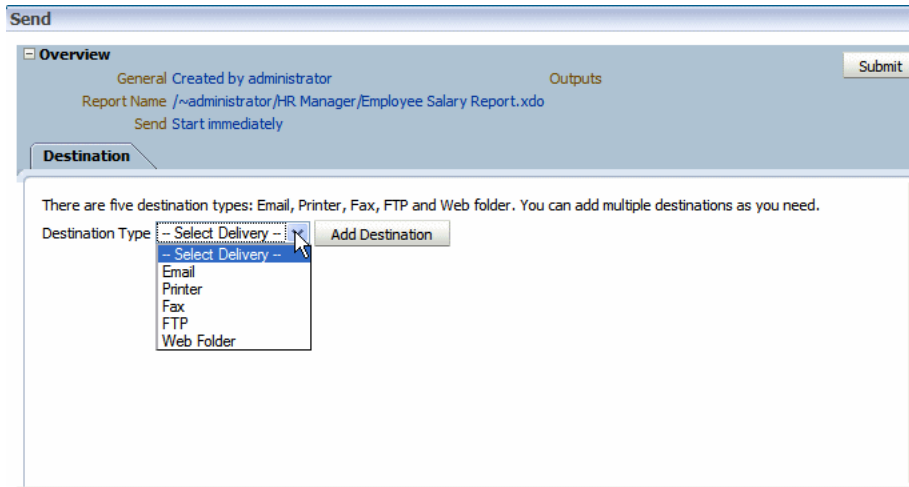 Send
Overview
Submit
General Created by administrator Outputs
Report Name /~administrator/HR Manager/Employee Salary Report.xdo
Send Start immediately
Destination
There are five destination types: Email, Printer, Fax, FTP and Web folder. You can add multiple destinations as you need.
Destination Type -- Select Delivery -- Add Destination
-- Select Delivery --
Email
Printer
Fax
FTP
Web Folder